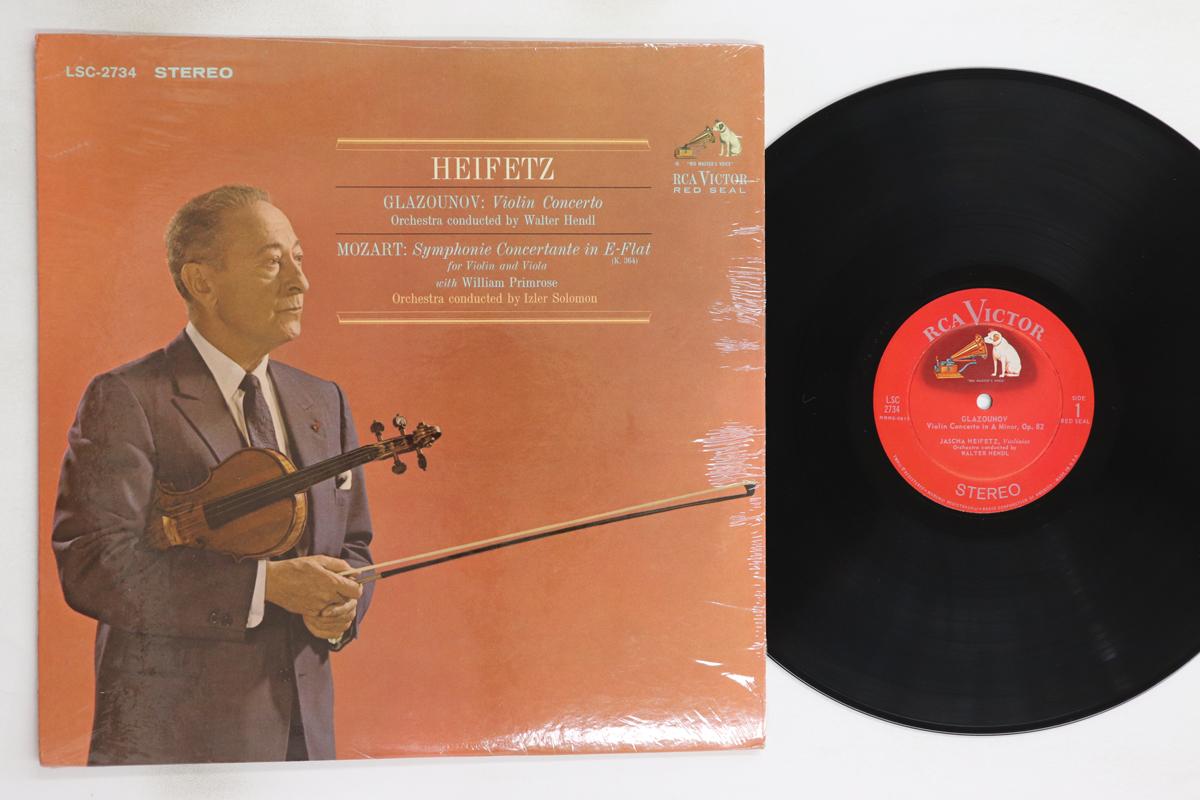 LSC-2734 STEREO
HEIFETZ
GLAZOUNOV: Violin Concerto
Orchestra conducted by Walter Hendl
MOZART: Symphonie Concertante in E-Flat
(K. 364)
for Violin and Viola
with William Primrose
Orchestra conducted by Izler Solomon
"HIS MASTER'S VOICE"
RCA VICTOR
RED SEAL
RCA VICTOR
"HIS MASTER'S VOICE"
LSC
2734
SIDE
1
RED SEAL
GLAZOUNOV
Violin Concerto in A Minor, Op. 82
JASCHA HEIFETZ, Violinist
Orchestra conducted by
WALTER HENDL
STEREO